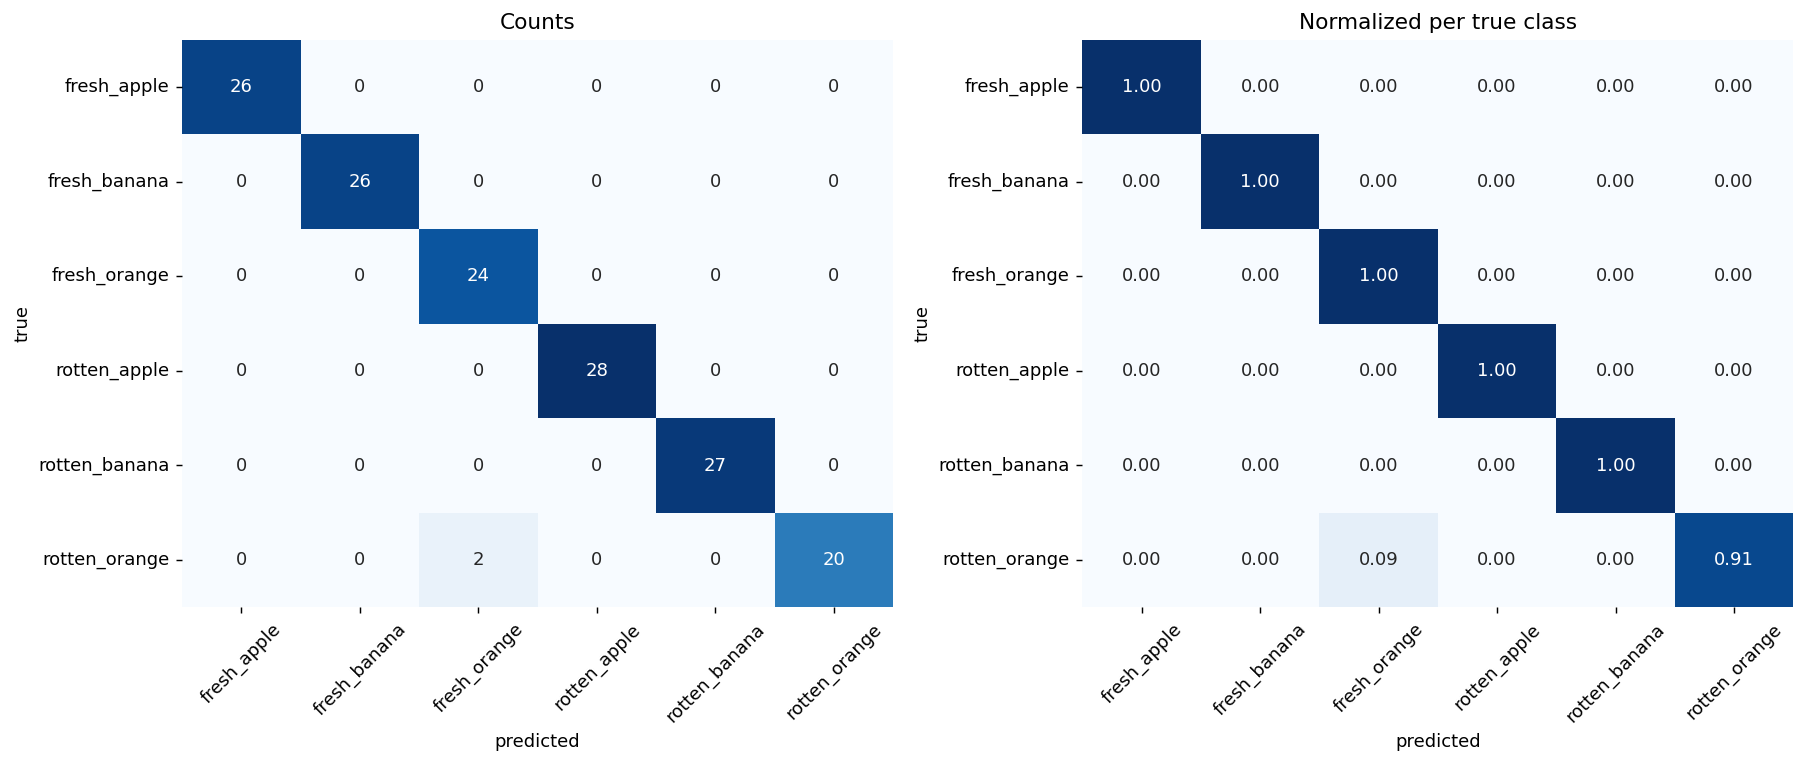 Counts
fresh_apple 26 0 0 0 0 0
fresh_banana 0 26 0 0 0 0
fresh_orange 0 0 24 0 0 0
rotten_apple 0 0 0 28 0 0
rotten_banana 0 0 0 0 27 0
rotten_orange 0 0 2 0 0 20
true
fresh_apple fresh_banana fresh_orange rotten_apple rotten_banana rotten_orange
predicted
Normalized per true class
fresh_apple 1.00 0.00 0.00 0.00 0.00 0.00
fresh_banana 0.00 1.00 0.00 0.00 0.00 0.00
fresh_orange 0.00 0.00 1.00 0.00 0.00 0.00
rotten_apple 0.00 0.00 0.00 1.00 0.00 0.00
rotten_banana 0.00 0.00 0.00 0.00 1.00 0.00
rotten_orange 0.00 0.00 0.09 0.00 0.00 0.91
true
fresh_apple fresh_banana fresh_orange rotten_apple rotten_banana rotten_orange
predicted